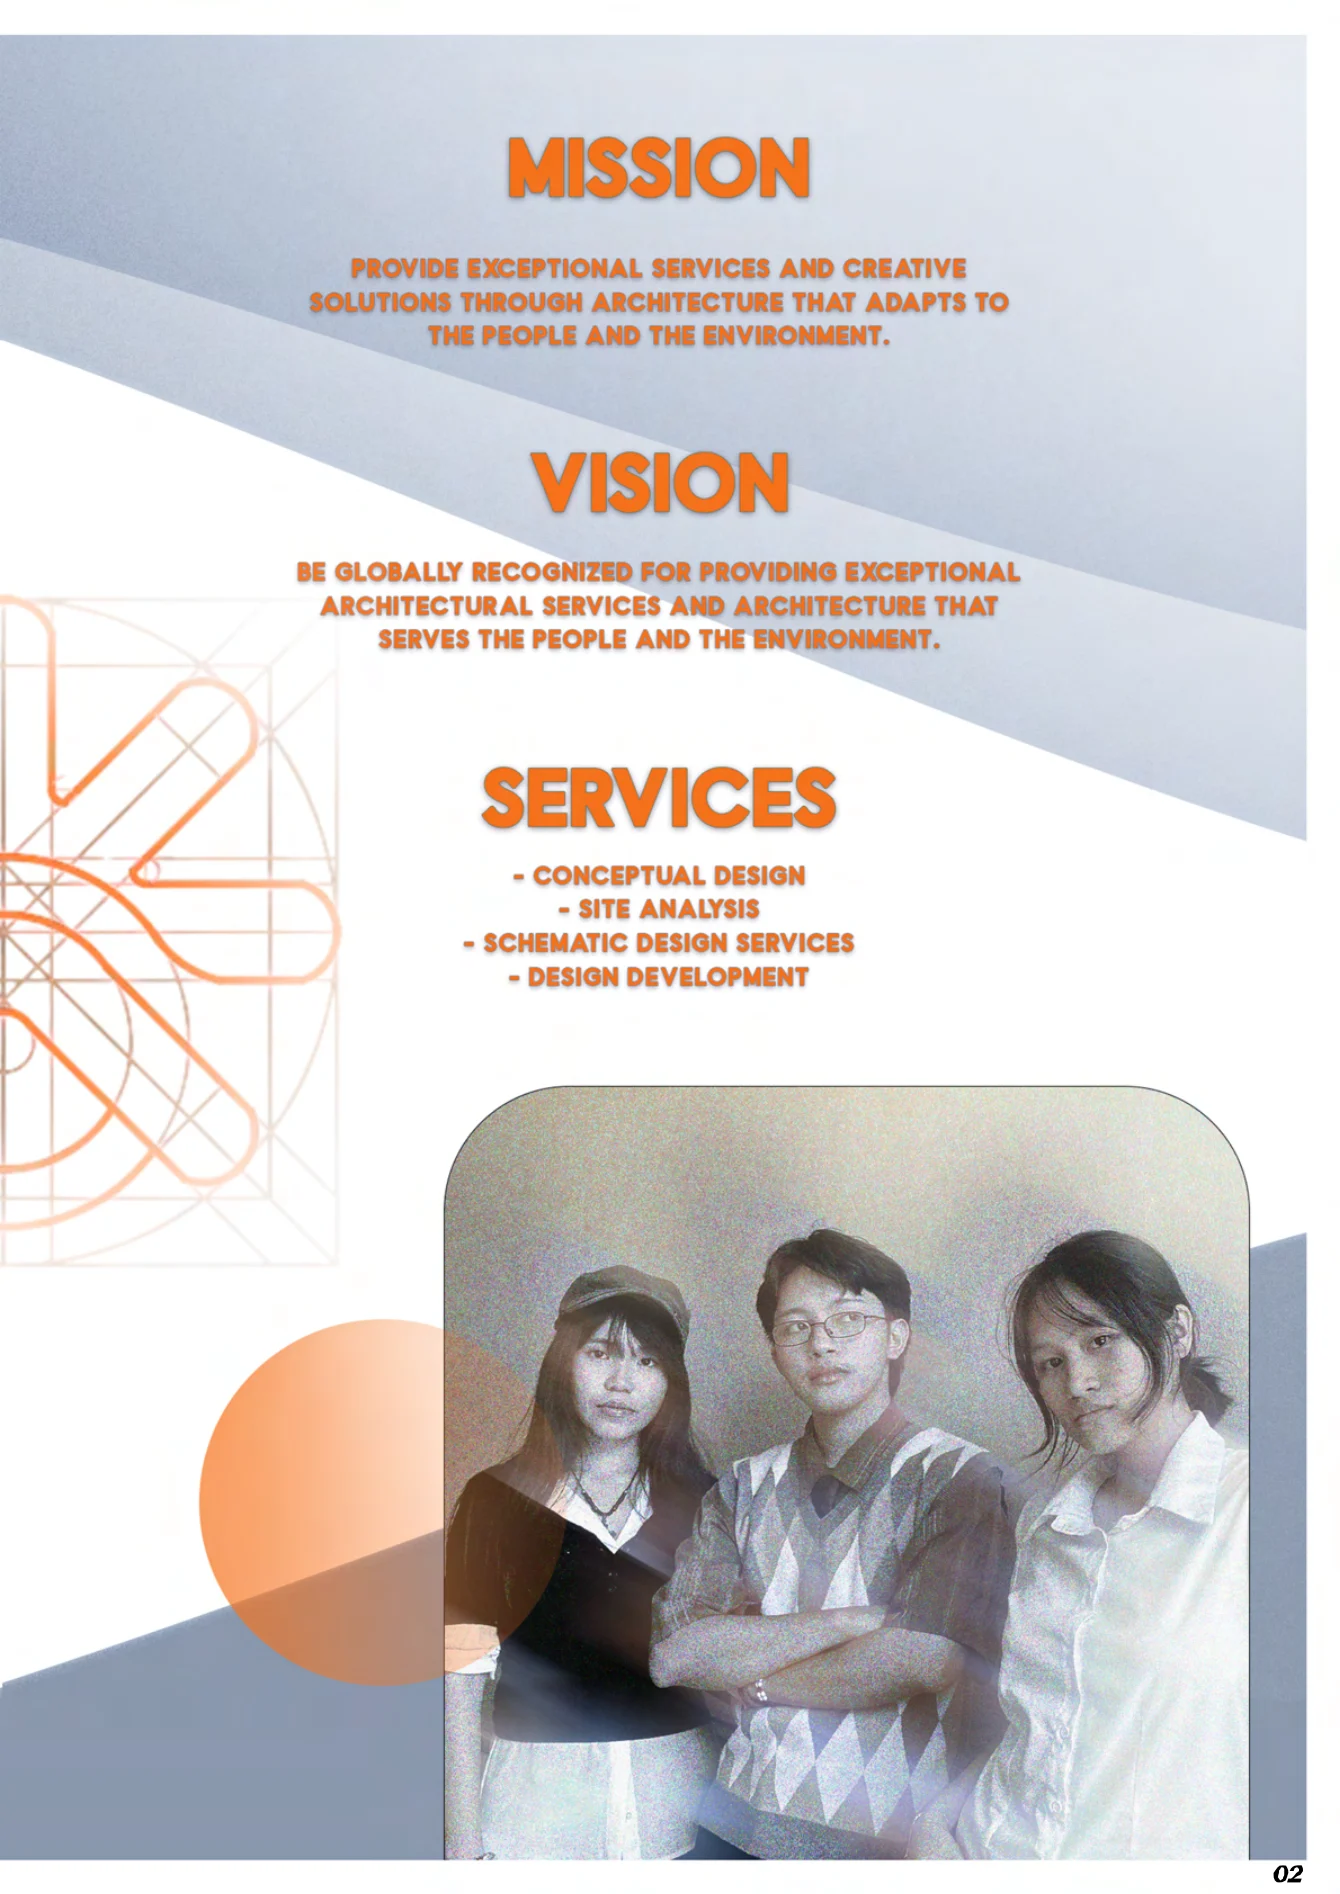 MISSION
PROVIDE EXCEPTIONAL SERVICES AND CREATIVE
SOLUTIONS THROUGH ARCHITECTURE THAT ADAPTS TO
THE PEOPLE AND THE ENVIRONMENT.
VISION
BE GLOBALLY RECOGNIZED FOR PROVIDING EXCEPTIONAL
ARCHITECTURAL SERVICES AND ARCHITECTURE THAT
SERVES THE PEOPLE AND THE ENVIRONMENT.
SERVICES
- CONCEPTUAL DESIGN
- SITE ANALYSIS
- SCHEMATIC DESIGN SERVICES
- DESIGN DEVELOPMENT
02